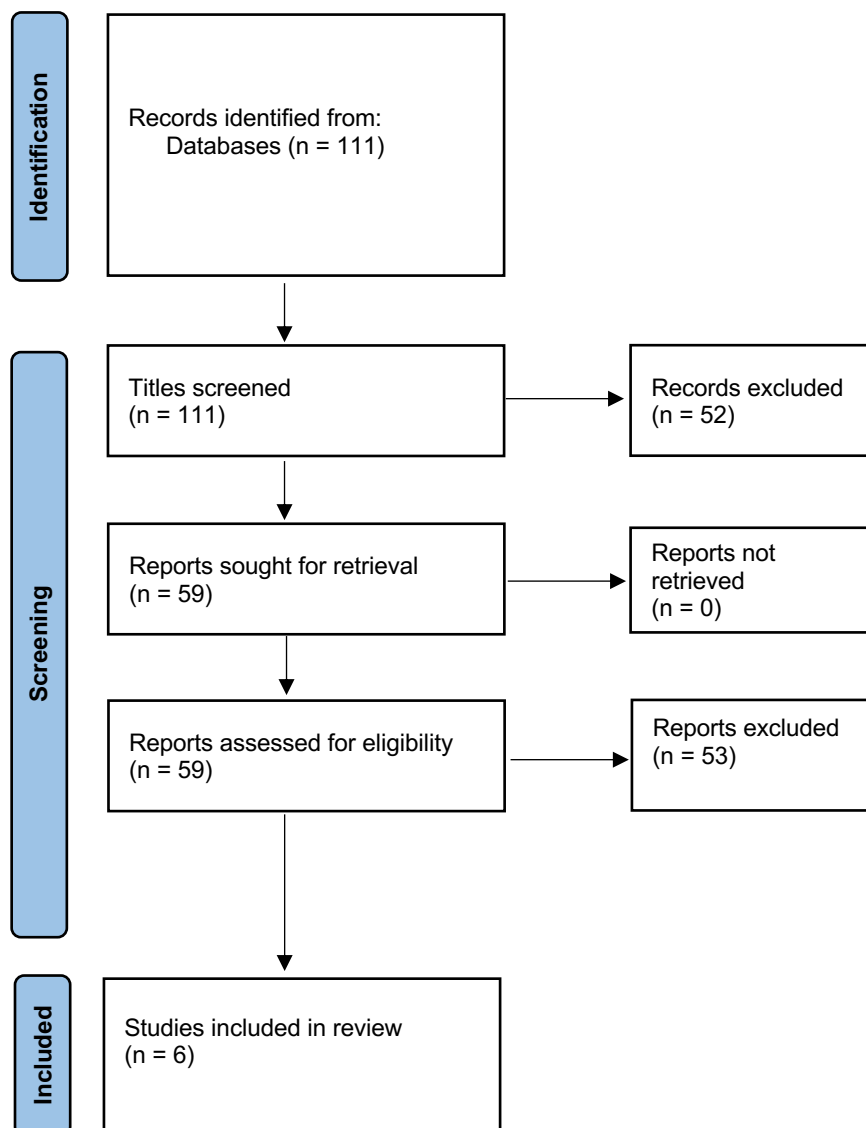 Identification
Records identified from:
Databases (n = 111)
Screening
Titles screened
(n = 111)
Records excluded
(n = 52)
Reports sought for retrieval
(n = 59)
Reports not
retrieved
(n = 0)
Reports assessed for eligibility
(n = 59)
Reports excluded
(n = 53)
Included
Studies included in review
(n = 6)